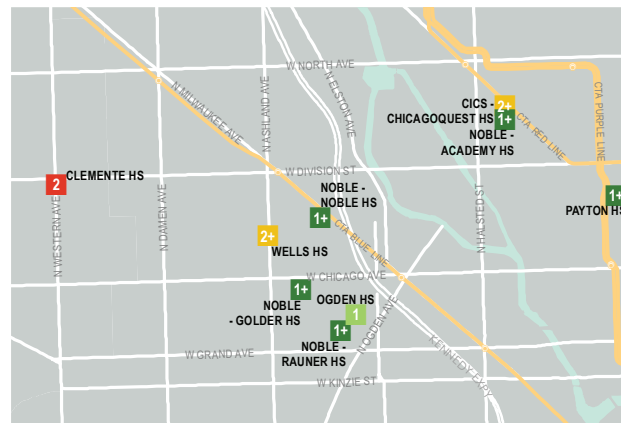 W NORTH AVE
N MILWAUKEE AVE
N ASHLAND AVE
N ELSTON AVE
CICS -
CHICAGOQUEST HS
2+
1+
NOBLE -
ACADEMY HS
CTA RED LINE
CTA PURPLE LINE
2
CLEMENTE HS
W DIVISION ST
NOBLE -
NOBLE HS
1+
1+
PAYTON HS
N WESTERN AVE
N DAMEN AVE
N HALSTED ST
CTA BLUE LINE
2+
WELLS HS
W CHICAGO AVE
1+
NOBLE
- GOLDER HS
OGDEN HS
1
1+
NOBLE -
RAUNER HS
N OGDEN AVE
KENNEDY EXPY
W GRAND AVE
W KINZIE ST